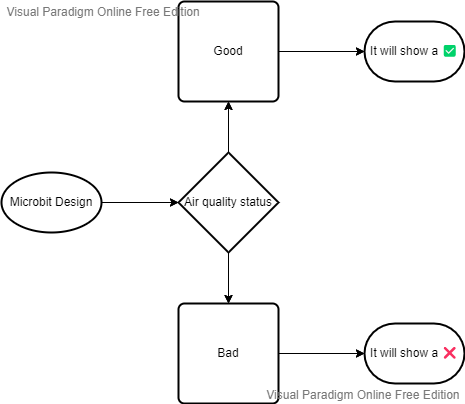 Visual Paradigm Online Free Edition
Good
It will show a ✅
Microbit Design
Air quality status
Bad
It will show a ❌
Visual Paradigm Online Free Edition